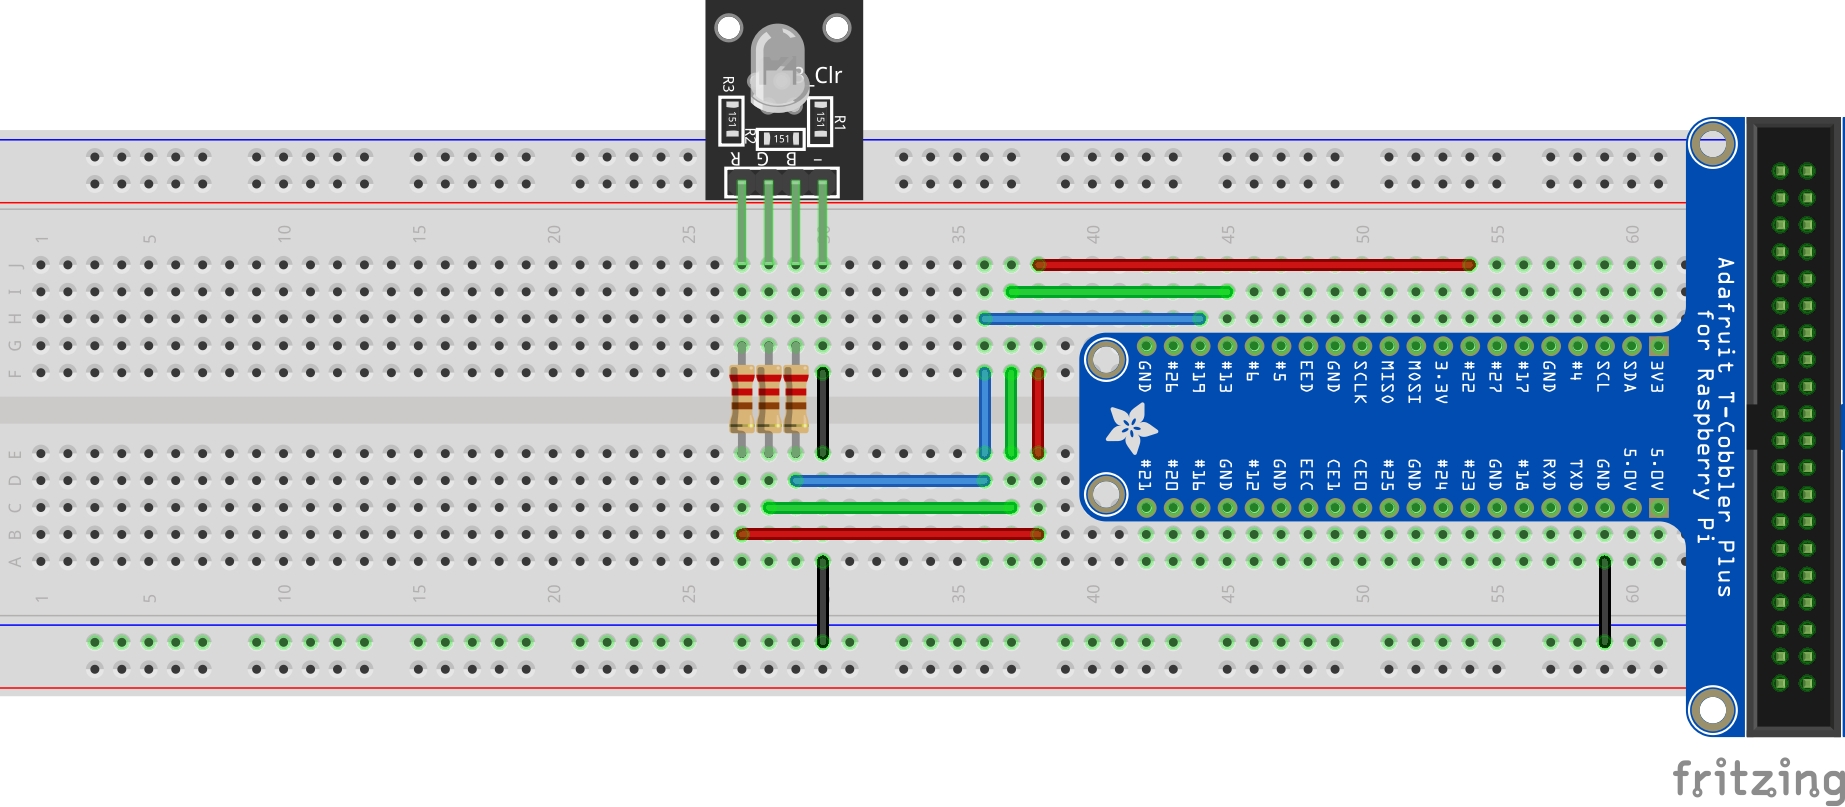 3_Clr
R3
R1
R2
151
151
151
R G B -
1 5 10 15 20 25 35 40 45 50 55 60
J
I
H
G
F
E
D
C
B
A
GND #26 #19 #13 #6 #5 EED GND SCLK MISO MOSI 3.3V #22 #27 #17 GND #4 SCL SDA 3V3
#21 #20 #16 GND #12 GND EEC CE1 CE0 #25 GND #24 #23 GND #18 RXD TXD GND 5.0V 5.0V
Adafruit T-Cobbler Plus
for Raspberry Pi
1 5 10 15 20 25 35 40 45 50 55 60
fritzing